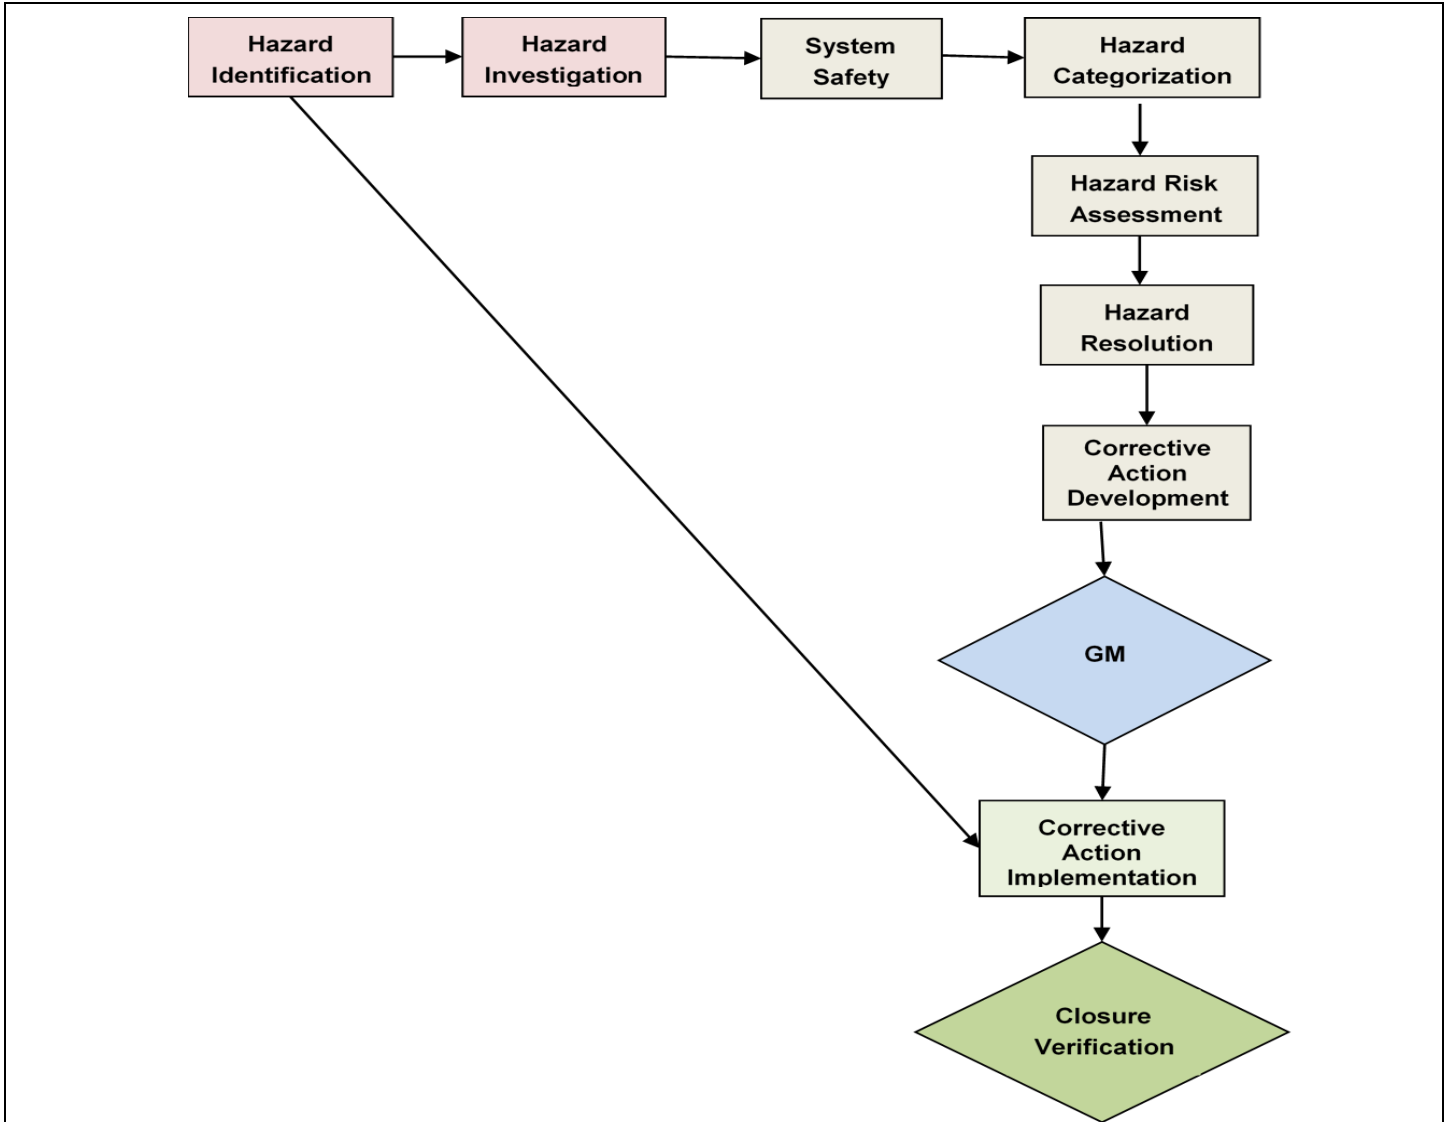 Hazard
Identification
Hazard
Investigation
System
Safety
Hazard
Categorization
Hazard Risk
Assessment
Hazard
Resolution
Corrective
Action
Development
GM
Corrective
Action
Implementation
Closure
Verification